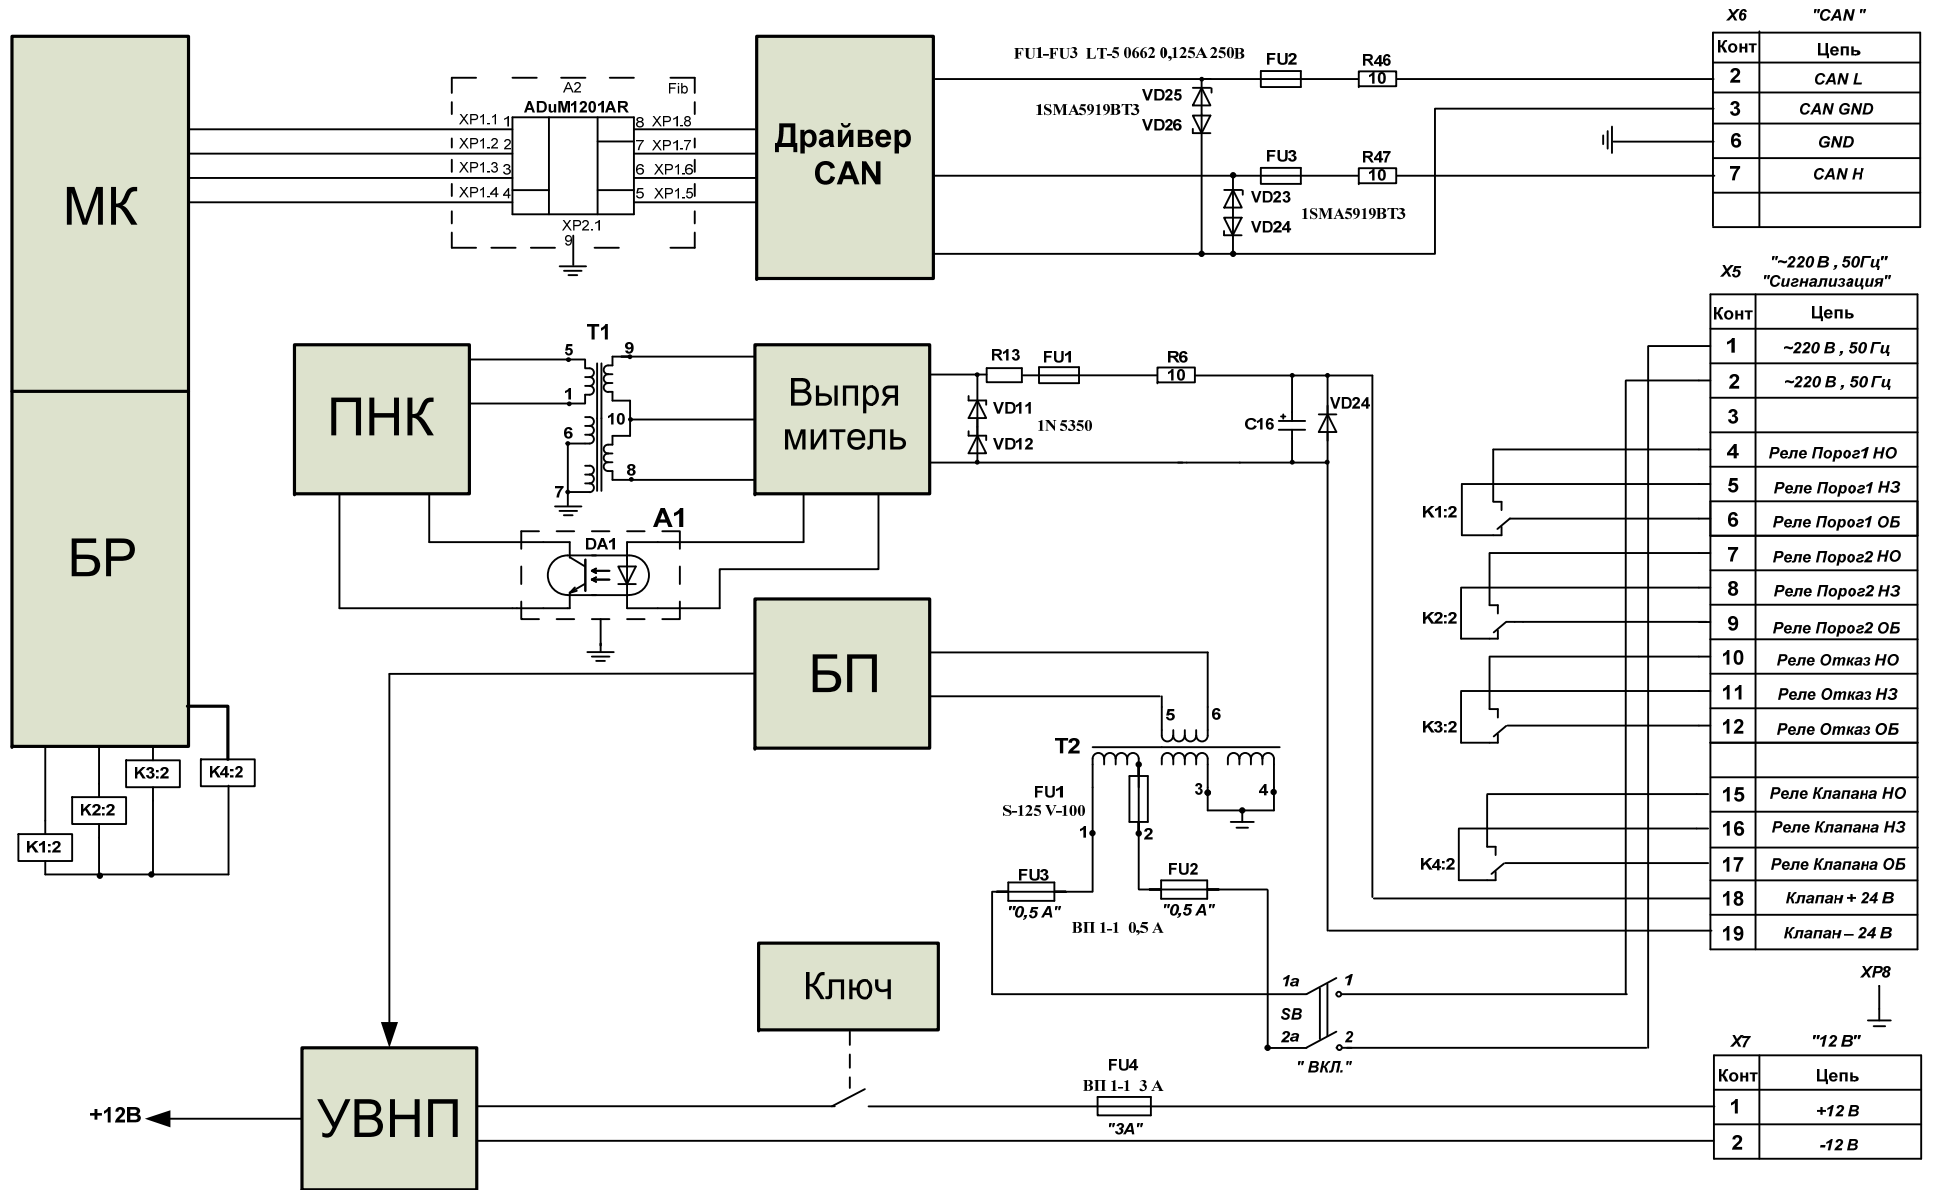 МК
БР
K1:2
K2:2
K3:2
K4:2
A2
Fib
ADuM1201AR
XP1.1 1
XP1.2 2
XP1.3 3
XP1.4 4
8 XP1.8
7 XP1.7
6 XP1.6
5 XP1.5
XP2.1
9
Драйвер
CAN
FU1-FU3 LT-5 0662 0,125A 250В
FU2
R46
10
VD25
1SMA5919BT3
VD26
FU3
R47
10
VD23
1SMA5919BT3
VD24
X6 "CAN "
Конт Цепь
2 CAN L
3 CAN GND
6 GND
7 CAN H
ПНК
T1
5
1
6
7
9
10
8
Выпря
митель
A1
DA1
R13
FU1
R6
10
VD11
1N 5350
VD12
+
C16
VD24
БП
T2
5
6
FU1
S-125 V-100
1
2
3
4
FU3
"0,5 А"
FU2
"0,5 А"
ВП 1-1 0,5 А
1а
1
SB
2а
2
" ВКЛ."
K1:2
K2:2
K3:2
K4:2
X5 "~220 В , 50Гц"
"Сигнализация"
Конт Цепь
1 ~220 В , 50 Гц
2 ~220 В , 50 Гц
3
4 Реле Порог1 НО
5 Реле Порог1 НЗ
6 Реле Порог1 ОБ
7 Реле Порог2 НО
8 Реле Порог2 НЗ
9 Реле Порог2 ОБ
10 Реле Отказ НО
11 Реле Отказ НЗ
12 Реле Отказ ОБ
15 Реле Клапана НО
16 Реле Клапана НЗ
17 Реле Клапана ОБ
18 Клапан + 24 В
19 Клапан – 24 В
XP8
Ключ
УВНП
+12В
FU4
ВП 1-1 3 А
"3А"
X7 "12 В"
Конт Цепь
1 +12 В
2 -12 В